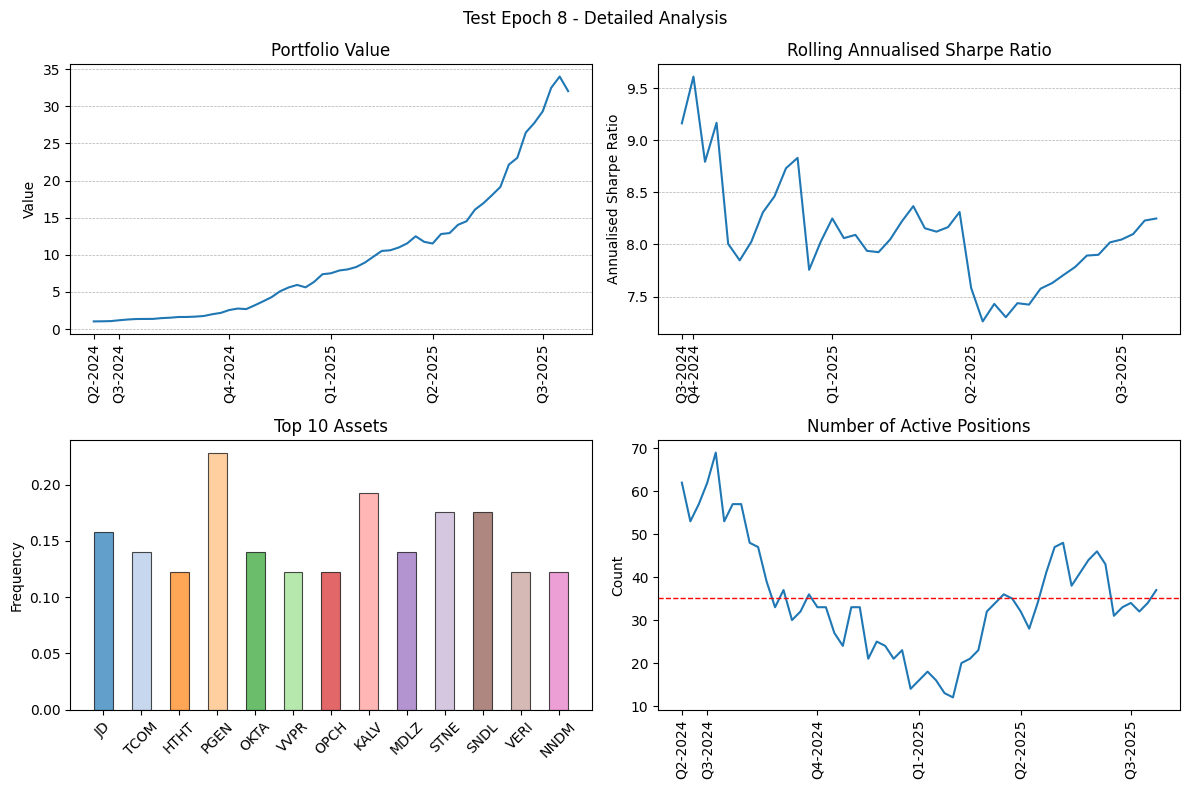 Test Epoch 8 - Detailed Analysis
Portfolio Value
Value
35
30
25
20
15
10
5
0
Q2-2024
Q3-2024
Q4-2024
Q1-2025
Q2-2025
Q3-2025
Rolling Annualised Sharpe Ratio
Annualised Sharpe Ratio
9.5
9.0
8.5
8.0
7.5
Q3-2024
Q4-2024
Q1-2025
Q2-2025
Q3-2025
Top 10 Assets
Frequency
0.20
0.15
0.10
0.05
0.00
JD
TCOM
HTHT
PGEN
OKTA
VVPR
OPCH
KALV
MDLZ
STNE
SNDL
VERI
NNDM
Number of Active Positions
Count
70
60
50
40
30
20
10
Q2-2024
Q3-2024
Q4-2024
Q1-2025
Q2-2025
Q3-2025